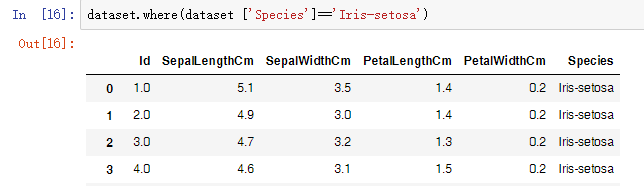 In [16]: dataset.where(dataset ['Species']=='Iris-setosa')
Out[16]:
Id SepalLengthCm SepalWidthCm PetalLengthCm PetalWidthCm Species
0 1.0 5.1 3.5 1.4 0.2 Iris-setosa
1 2.0 4.9 3.0 1.4 0.2 Iris-setosa
2 3.0 4.7 3.2 1.3 0.2 Iris-setosa
3 4.0 4.6 3.1 1.5 0.2 Iris-setosa